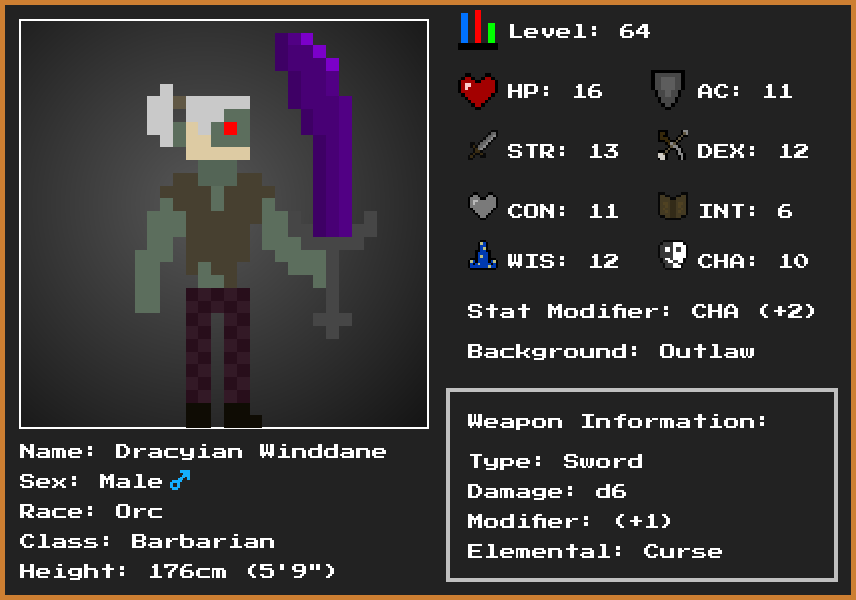 Level: 64
HP: 16 AC: 11
STR: 13 DEX: 12
CON: 11 INT: 6
WIS: 12 CHA: 10
Stat Modifier: CHA (+2)
Background: Outlaw
Name: Dracyian Winddane
Sex: Male♂
Race: Orc
Class: Barbarian
Height: 176cm (5'9")
Weapon Information:
Type: Sword
Damage: d6
Modifier: (+1)
Elemental: Curse